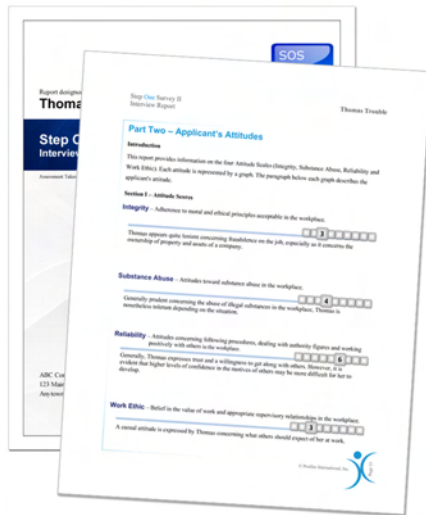 SOS
Report designed
Thoma
Step O
Interview
Assessment Taken
ABC Co
123 Main
Anytown
Step One Survey II
Interview Report
Thomas Trouble
Part Two – Applicant's Attitudes
Introduction
This report provides information on the four Attitude Scales (Integrity, Substance Abuse, Reliability and
Work Ethic). Each attitude is represented by a graph. The paragraph below each graph describes the
applicant's attitude.
Section I – Attitude Scores
Integrity – Adherence to moral and ethical principles acceptable in the workplace.
3
Thomas appears quite lenient concerning fraudulence on the job, especially as it concerns the
ownership of property and assets of a company.
Substance Abuse – Attitudes toward substance abuse in the workplace.
4
Generally prudent concerning the abuse of illegal substances in the workplace, Thomas is
nonetheless tolerant depending on the situation.
Reliability – Attitudes concerning following procedures, dealing with authority figures and working
positively with others in the workplace.
6
Generally, Thomas expresses trust and a willingness to get along with others. However, it is
evident that higher levels of confidence in the motives of others may be more difficult for her to
develop.
Work Ethic – Belief in the value of work and appropriate supervisory relationships in the workplace.
3
A casual attitude is expressed by Thomas concerning what others should expect of her at work.
© Profiles International, Inc.